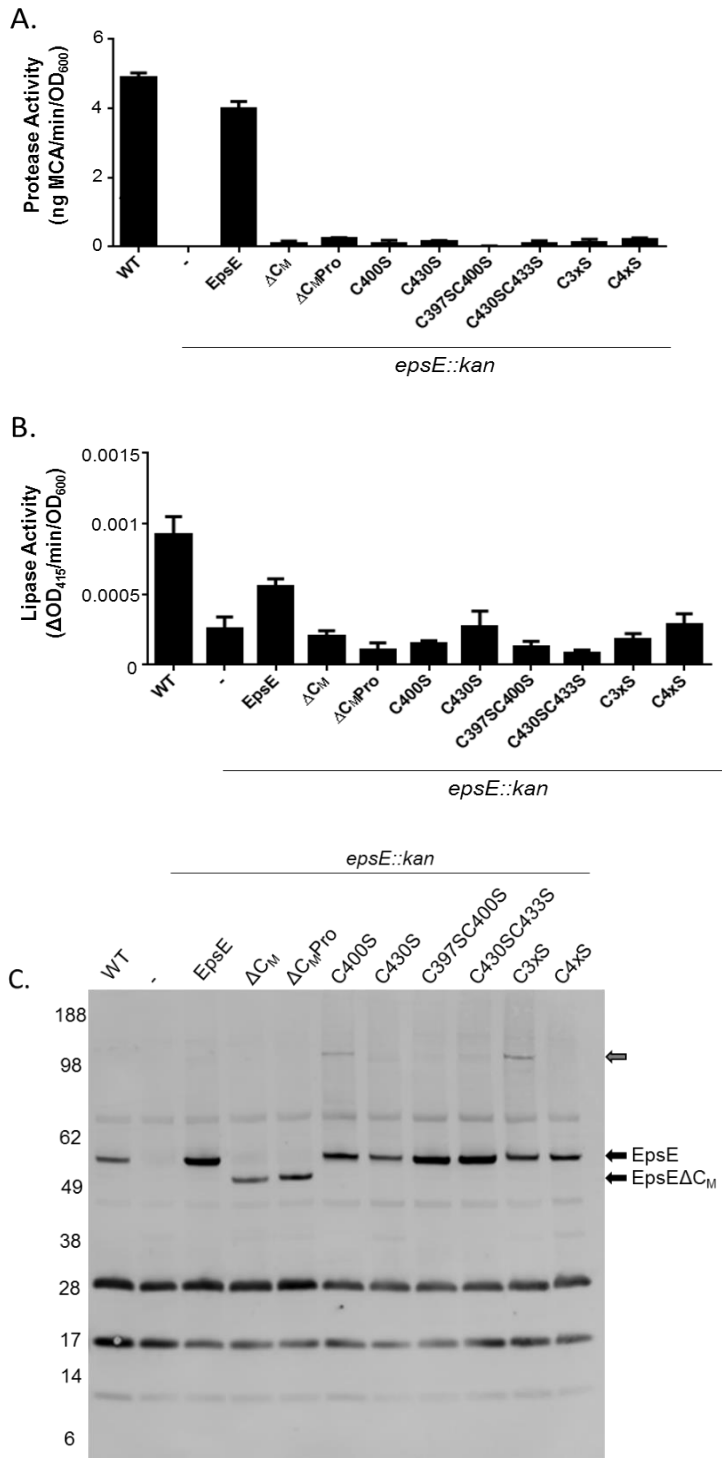 A.
Protease Activity
(ng MCA/min/OD600)
6
4
2
0
WT
-
EpsE
ΔCM
ΔCMPro
C400S
C430S
C397SC400S
C430SC433S
C3xS
C4xS
epsE::kan
B.
Lipase Activity
(ΔOD415/min/OD600)
0.0015
0.001
0.0005
0
WT
-
EpsE
ΔCM
ΔCMPro
C400S
C430S
C397SC400S
C430SC433S
C3xS
C4xS
epsE::kan
epsE::kan
WT
-
EpsE
ΔCM
ΔCMPro
C400S
C430S
C397SC400S
C430SC433S
C3xS
C4xS
C.
188
98
62
EpsE
49
EpsEΔCM
38
28
17
14
6